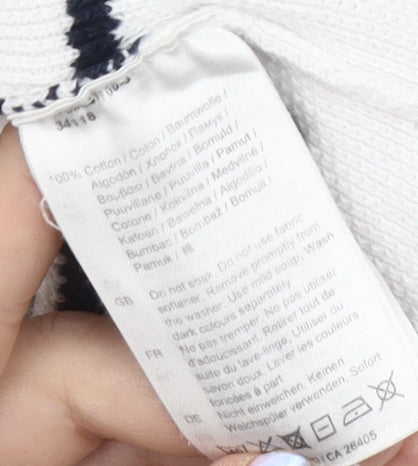 34118
100% Cotton / Coton / Baumwolle /
Algodón / Хлопок / Памук /
Βαμβάκι / Bavlna / Bomuld /
Puuvillane / Puuvilla / Pamut /
Cotone / Kokvilna / Medvilnė /
Katoen / Bawełna / Algodão /
Bumbac / Bombaž / Bomull /
Pamuk / 棉
GB
Do not soak. Do not use fabric
softener. Remove promptly from
the washer. Use mild soap. Wash
dark colours separately
FR
Ne pas tremper. Ne pas utiliser
d'adoucissant. Retirer tout de
suite du lave-linge. Utiliser du
savon doux. Laver les couleurs
foncées à part
DE
Nicht einweichen. Keinen
Weichspüler verwenden. Sofort
/ CA 26405